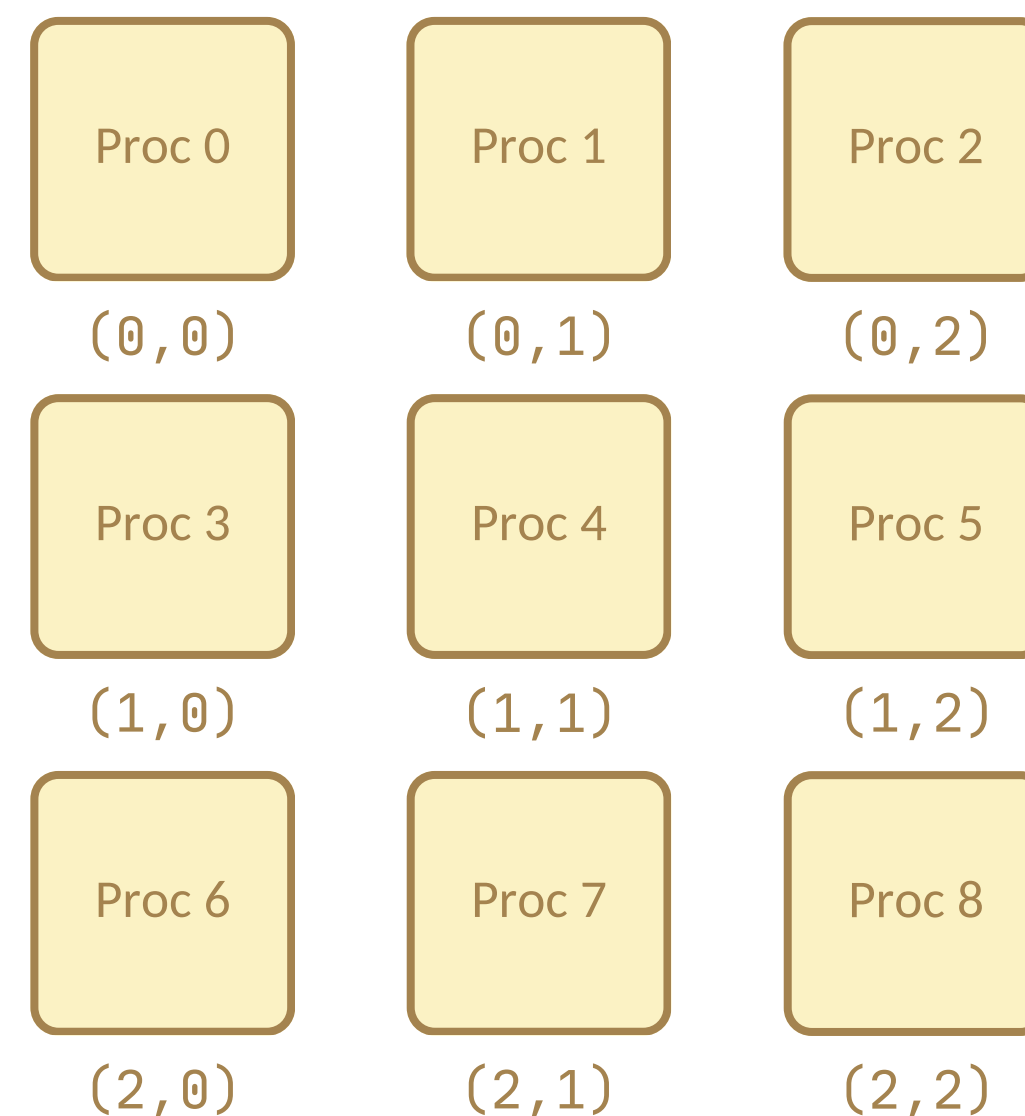 Proc 0 Proc 1 Proc 2
(0,0) (0,1) (0,2)
Proc 3 Proc 4 Proc 5
(1,0) (1,1) (1,2)
Proc 6 Proc 7 Proc 8
(2,0) (2,1) (2,2)